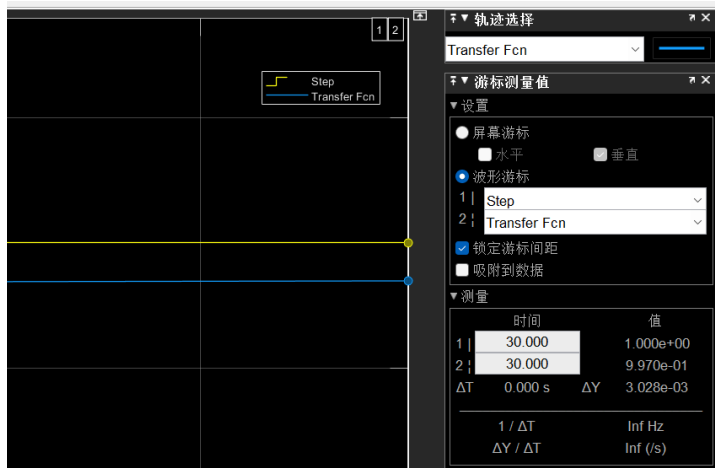 1 2
Step
Transfer Fcn
轨迹选择
Transfer Fcn
游标测量值
设置
屏幕游标
水平 垂直
波形游标
1 Step
2 Transfer Fcn
锁定游标间距
吸附到数据
测量
时间 值
1 30.000 1.000e+00
2 30.000 9.970e-01
ΔT 0.000 s ΔY 3.028e-03
1 / ΔT Inf Hz
ΔY / ΔT Inf (/s)